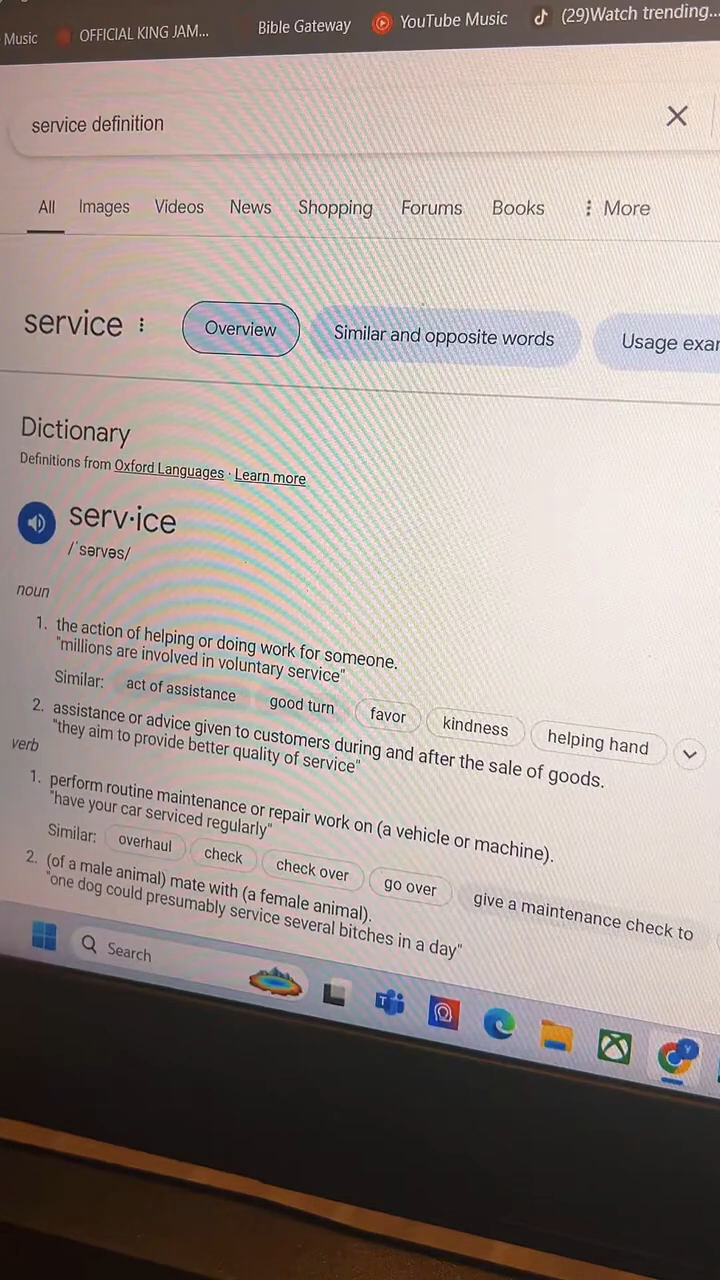 Music OFFICIAL KING JAM... Bible Gateway YouTube Music (29)Watch trending...
service definition
All Images Videos News Shopping Forums Books More
service Overview Similar and opposite words Usage exa
Dictionary
Definitions from Oxford Languages · Learn more
serv·ice
/ˈsərvəs/
noun
1. the action of helping or doing work for someone.
"millions are involved in voluntary service"
Similar: act of assistance good turn favor kindness helping hand
2. assistance or advice given to customers during and after the sale of goods.
"they aim to provide better quality of service"
verb
1. perform routine maintenance or repair work on (a vehicle or machine).
"have your car serviced regularly"
Similar: overhaul check check over go over give a maintenance check to
2. (of a male animal) mate with (a female animal).
"one dog could presumably service several bitches in a day"
Search